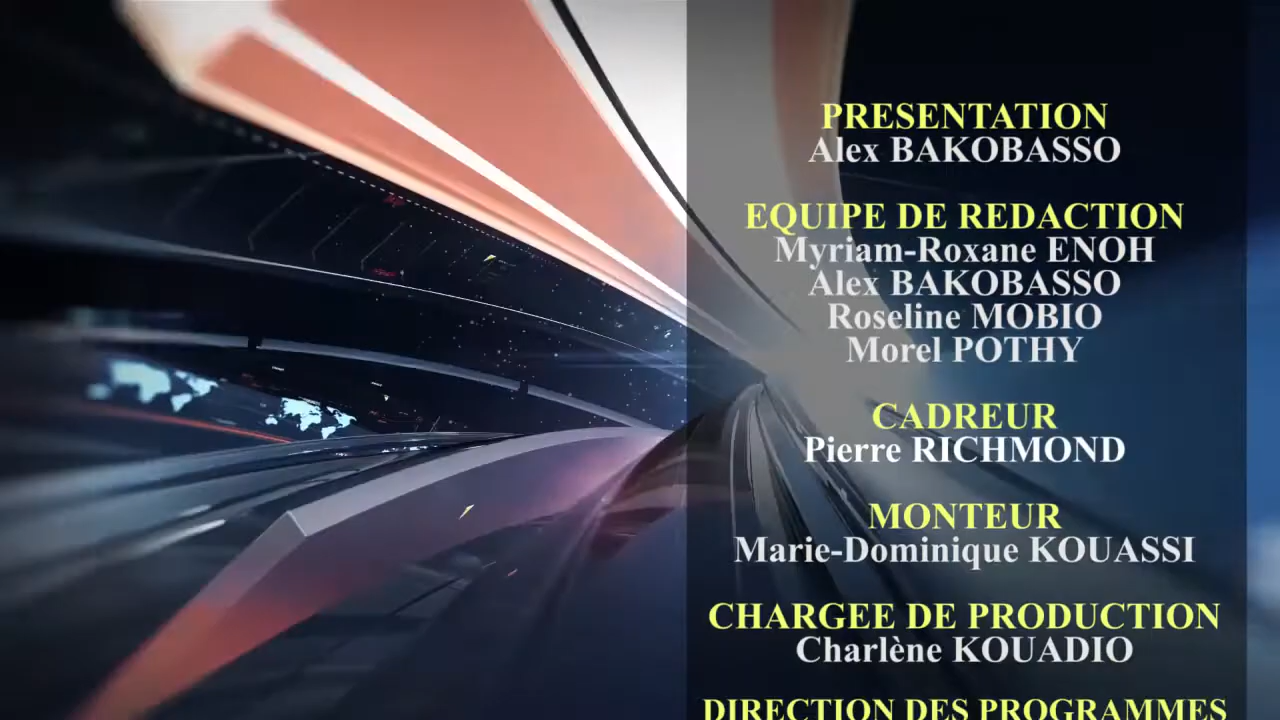 PRESENTATION
Alex BAKOBASSO
EQUIPE DE REDACTION
Myriam-Roxane ENOH
Alex BAKOBASSO
Roseline MOBIO
Morel POTHY
CADREUR
Pierre RICHMOND
MONTEUR
Marie-Dominique KOUASSI
CHARGEE DE PRODUCTION
Charlène KOUADIO
DIRECTION DES PROGRAMMES